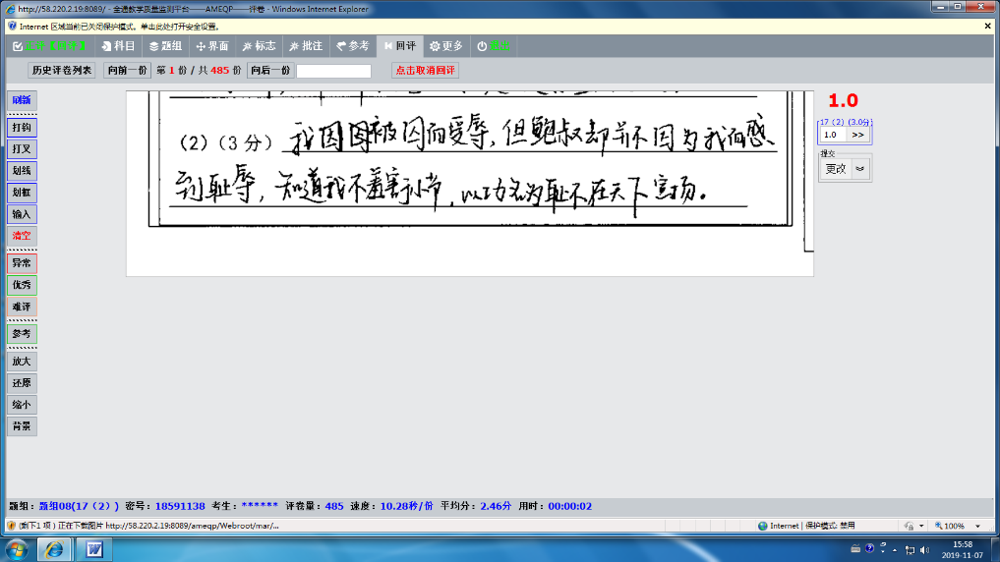 http://58.220.2.19:8089/ - 全通教学质量监测平台——AMEQP——评卷 - Windows Internet Explorer
Internet 区域当前已关闭保护模式。单击此处打开安全设置。
科目 题组 界面 标志 批注 参考 回评 更多
历史评卷列表 向前一份 第 1 份 / 共 485 份 向后一份 点击取消回评
刷新
打钩
打叉
划线
划框
输入
清空
异常
优秀
难评
参考
放大
还原
缩小
背景
(2)(3分) 我因被囚而受辱,但鲍叔却并不因为我而感
到耻辱,知道我不羞害小节,以功名为耻不在天下
1.0
17(2) (3.0分)
1.0 >>
提交
更改
题组:题组08(17(2)) 密号:18591138 考生:****** 评卷量:485 速度:10.28秒/份 平均分:2.46分 用时:00:00:02
(剩下1 项) 正在下载图片 http://58.220.2.19:8089/ameqp/Webroot/mar/... Internet | 保护模式: 禁用 100%
15:58
2019-11-07